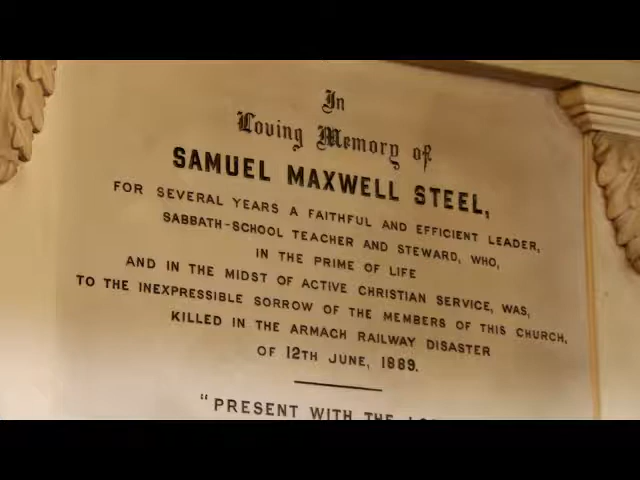 In
Loving Memory of
SAMUEL MAXWELL STEEL,
FOR SEVERAL YEARS A FAITHFUL AND EFFICIENT LEADER,
SABBATH-SCHOOL TEACHER AND STEWARD, WHO,
IN THE PRIME OF LIFE
AND IN THE MIDST OF ACTIVE CHRISTIAN SERVICE, WAS,
TO THE INEXPRESSIBLE SORROW OF THE MEMBERS OF THIS CHURCH,
KILLED IN THE ARMAGH RAILWAY DISASTER
OF 12TH JUNE, 1889.
"PRESENT WITH THE